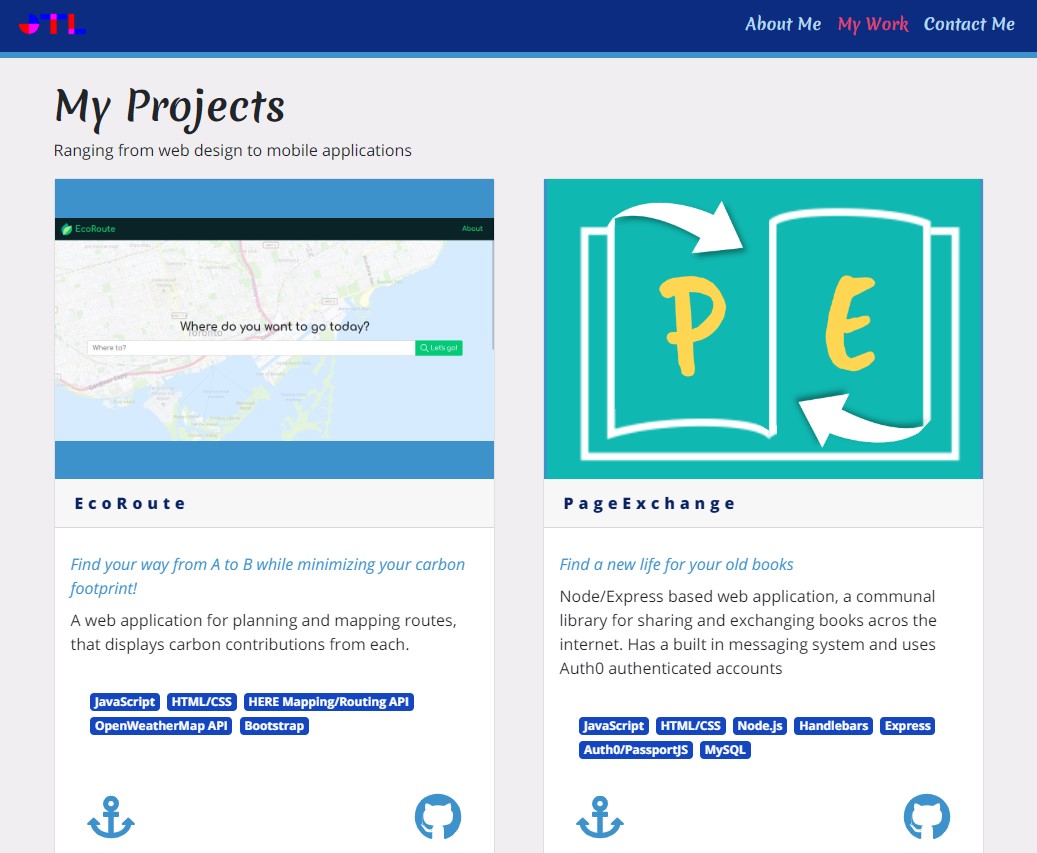 JTL
About Me My Work Contact Me
My Projects
Ranging from web design to mobile applications
EcoRoute
About
Toronto
Where do you want to go today?
Where to?
Let's go!
P E
EcoRoute
Find your way from A to B while minimizing your carbon
footprint!
A web application for planning and mapping routes,
that displays carbon contributions from each.
JavaScript HTML/CSS HERE Mapping/Routing API
OpenWeatherMap API Bootstrap
PageExchange
Find a new life for your old books
Node/Express based web application, a communal
library for sharing and exchanging books acros the
internet. Has a built in messaging system and uses
Auth0 authenticated accounts
JavaScript HTML/CSS Node.js Handlebars Express
Auth0/PassportJS MySQL